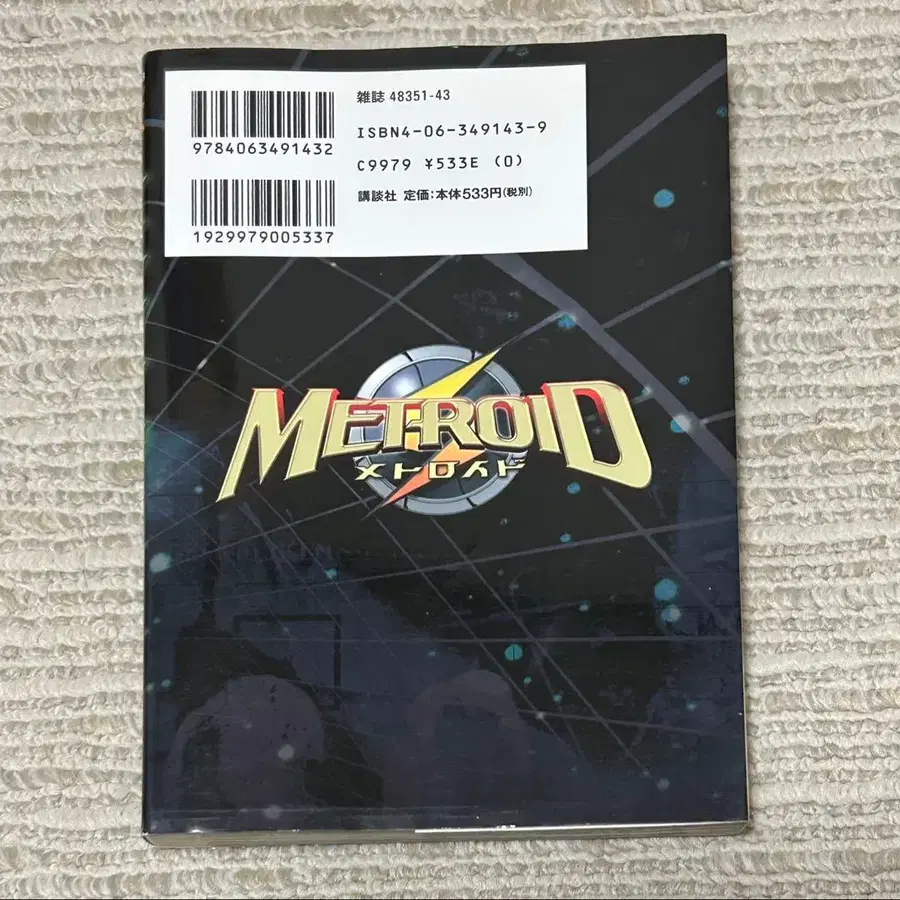 雑誌 48351-43
ISBN4-06-349143-9
9784063491432
C9979 ¥533E (0)
講談社 定価:本体533円(税別)
1929979005337
METROID
メトロイド